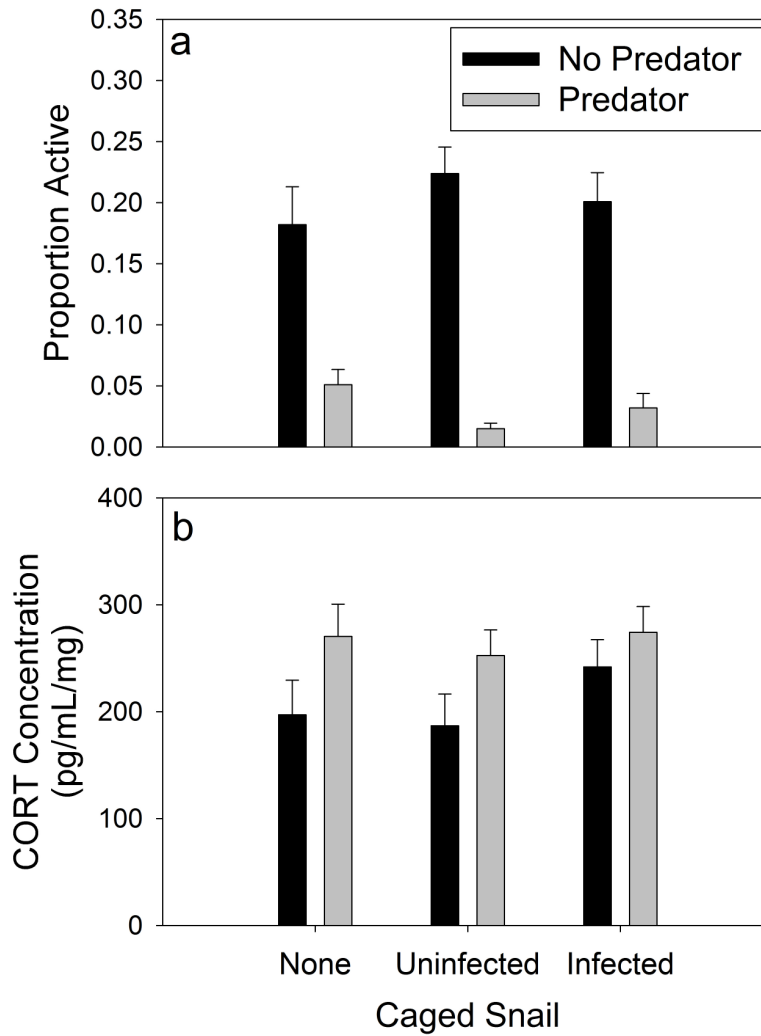 a
No Predator
Predator
0.35
0.30
0.25
0.20
0.15
0.10
0.05
0.00
Proportion Active
b
400
300
200
100
0
CORT Concentration
(pg/mL/mg)
None Uninfected Infected
Caged Snail